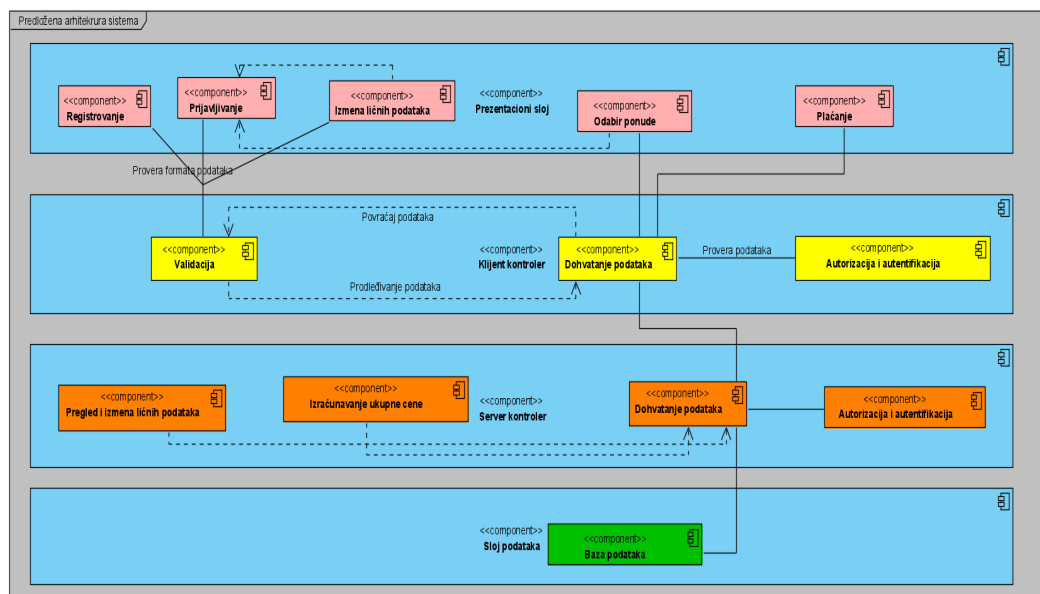 Predložena arhitekrura sistema
<<component>>
Registrovanje
<<component>>
Prijavljivanje
<<component>>
Izmena ličnih podataka
<<component>>
Prezentacioni sloj
<<component>>
Odabir ponude
<<component>>
Plaćanje
Provera formata podataka
Povraćaj podataka
<<component>>
Validacija
<<component>>
Klijent kontroler
<<component>>
Dohvatanje podataka
Provera podataka
<<component>>
Autorizacija i autentifikacija
Prodleđivanje podataka
<<component>>
Pregled i izmena ličnih podataka
<<component>>
Izračunavanje ukupne cene
<<component>>
Server kontroler
<<component>>
Dohvatanje podataka
<<component>>
Autorizacija i autentifikacija
<<component>>
Sloj podataka
<<component>>
Baza podataka